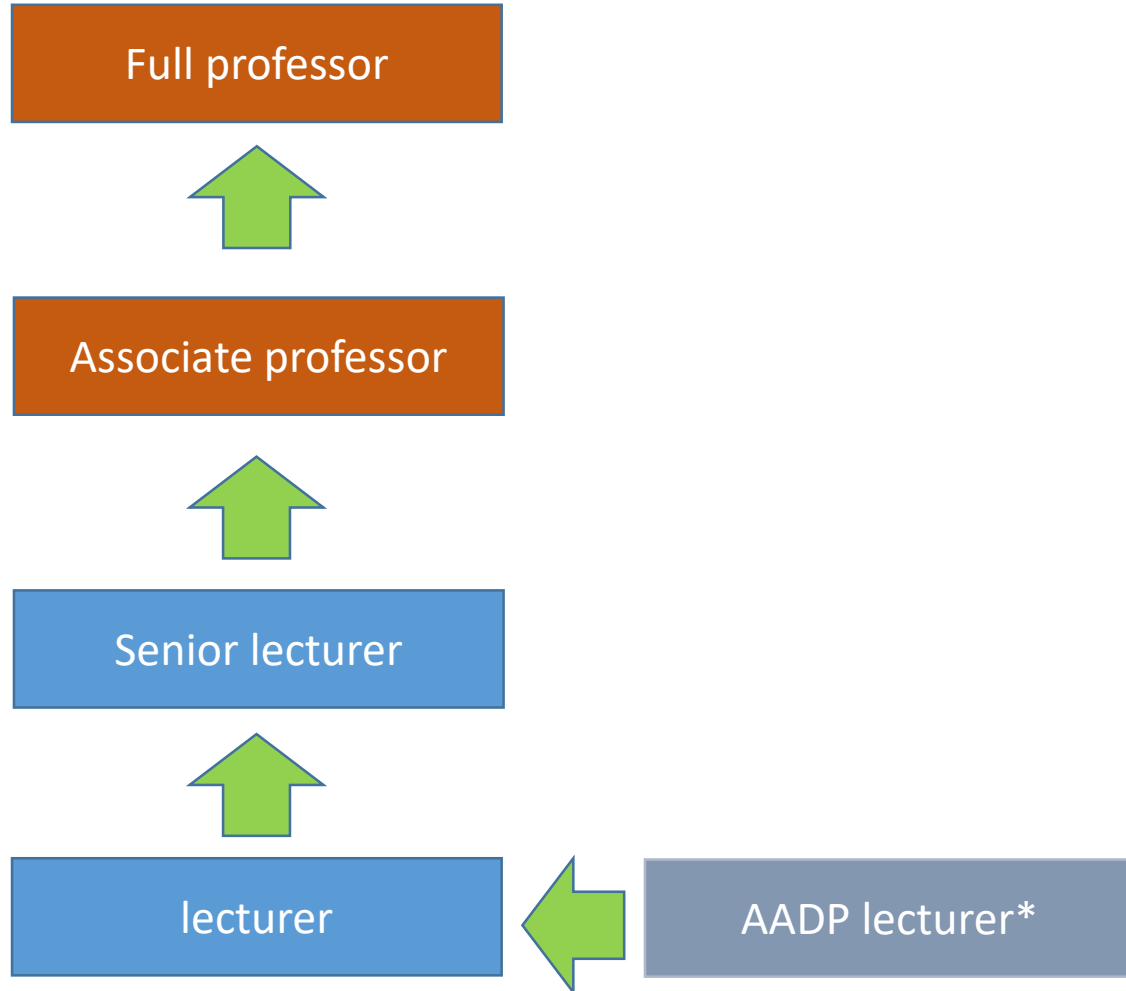 Full professor
Associate professor
Senior lecturer
lecturer
AADP lecturer*